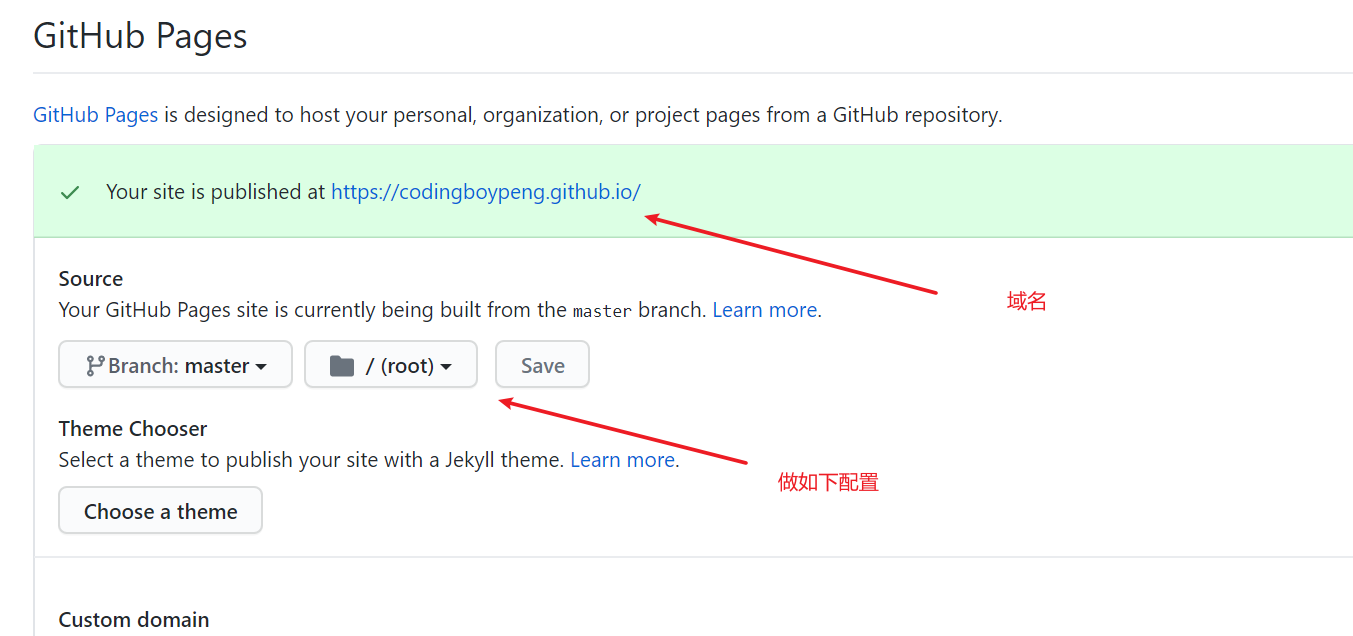 GitHub Pages
GitHub Pages is designed to host your personal, organization, or project pages from a GitHub repository.
Your site is published at https://codingboypeng.github.io/
域名
Source
Your GitHub Pages site is currently being built from the master branch. Learn more.
Branch: master / (root) Save
Theme Chooser
Select a theme to publish your site with a Jekyll theme. Learn more.
做如下配置
Choose a theme
Custom domain